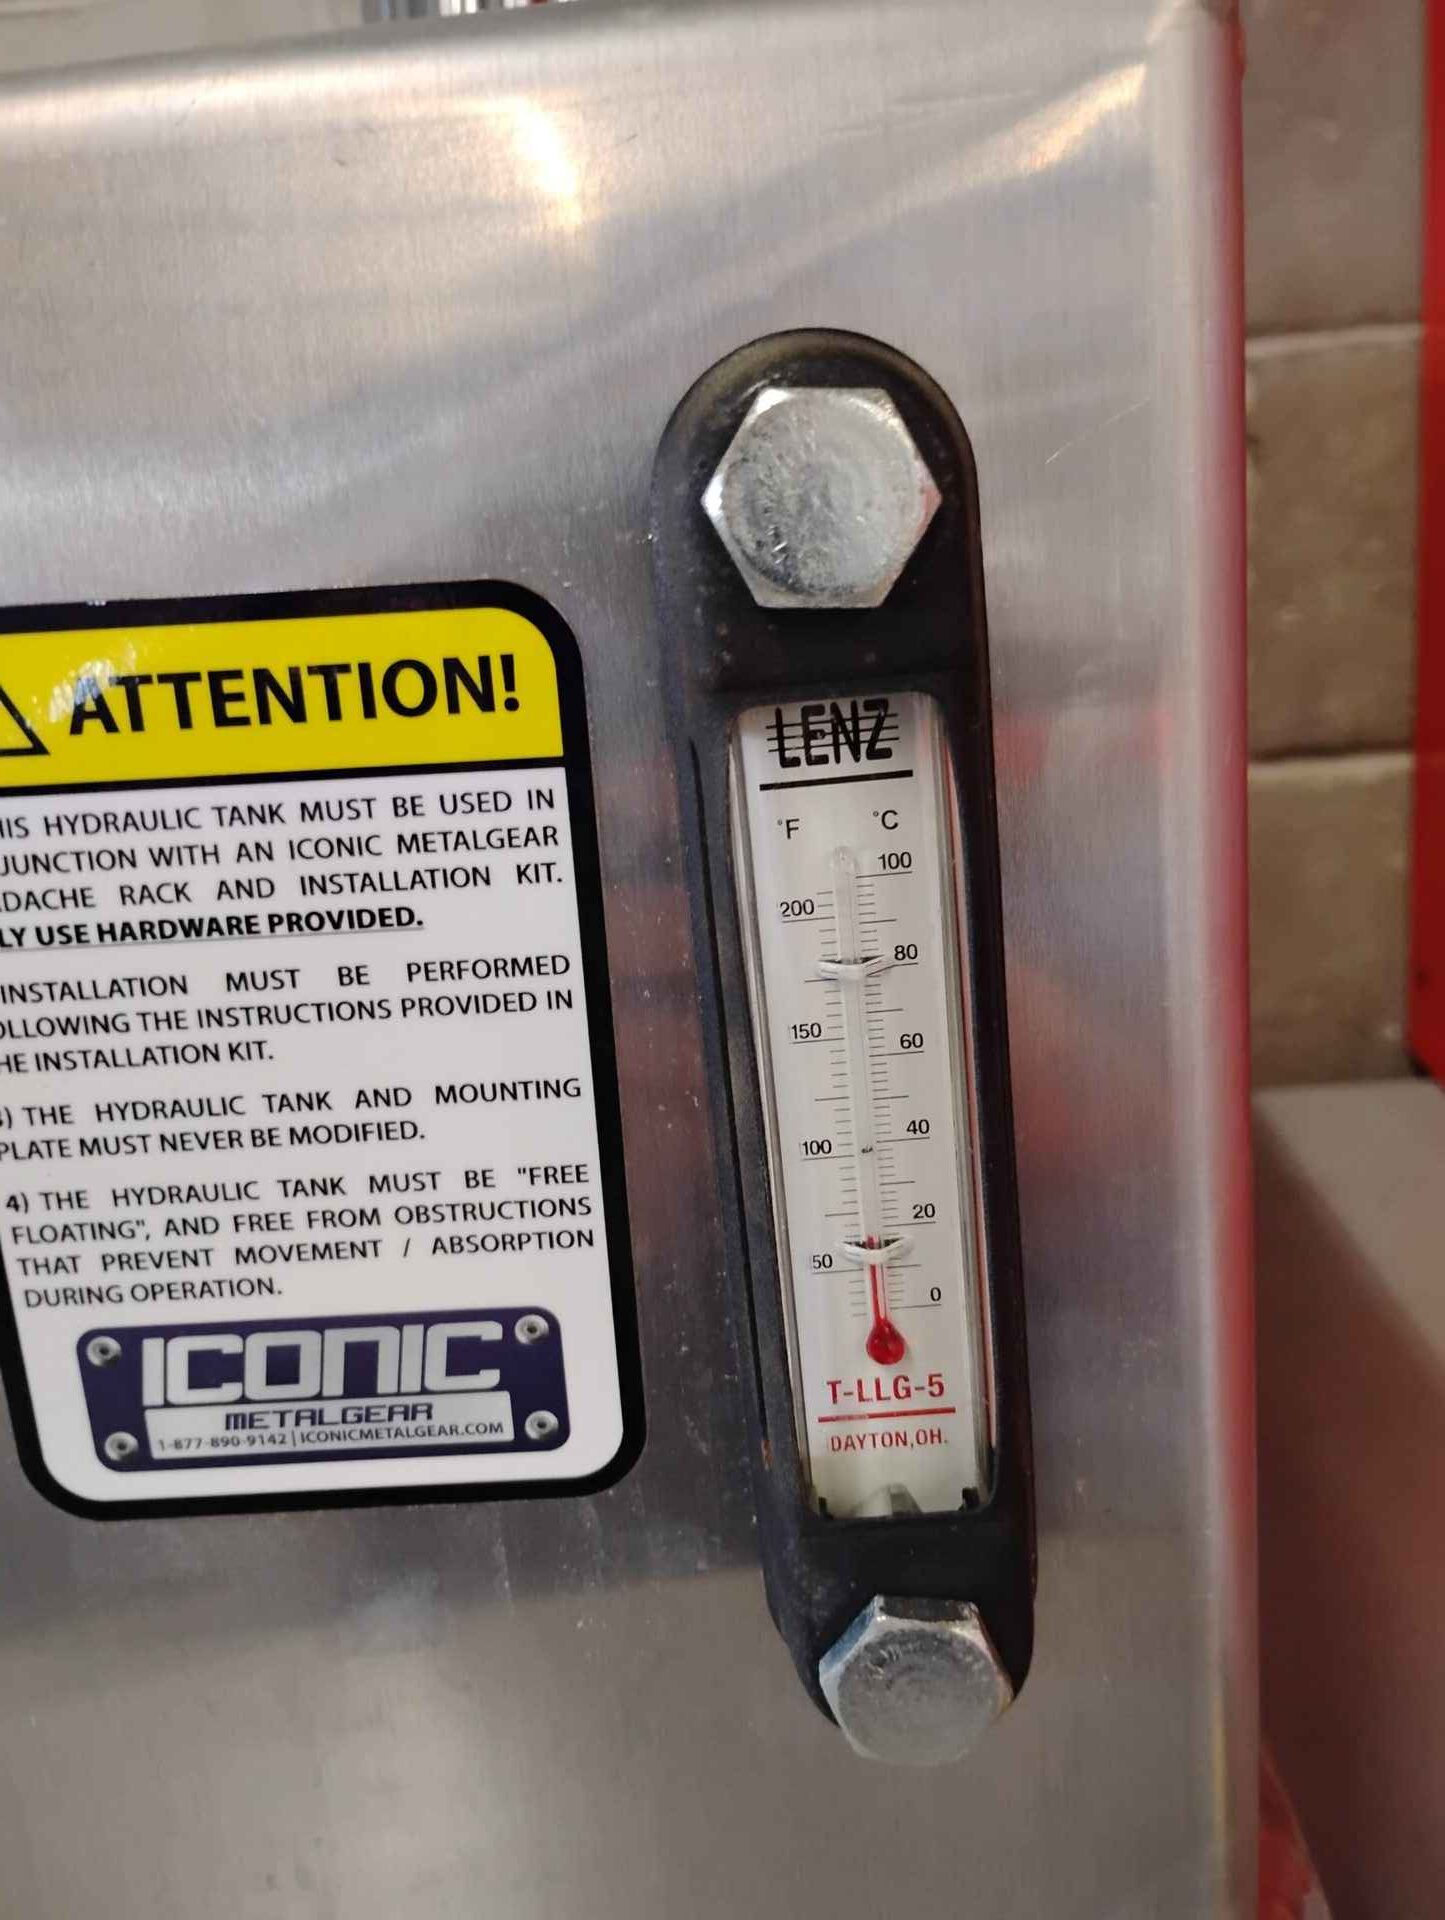 ATTENTION!
HIS HYDRAULIC TANK MUST BE USED IN
JUNCTION WITH AN ICONIC METALGEAR
DACHE RACK AND INSTALLATION KIT.
LY USE HARDWARE PROVIDED.
INSTALLATION MUST BE PERFORMED
OLLOWING THE INSTRUCTIONS PROVIDED IN
HE INSTALLATION KIT.
) THE HYDRAULIC TANK AND MOUNTING
PLATE MUST NEVER BE MODIFIED.
4) THE HYDRAULIC TANK MUST BE "FREE
FLOATING", AND FREE FROM OBSTRUCTIONS
THAT PREVENT MOVEMENT / ABSORPTION
DURING OPERATION.
ICONIC
METALGEAR
1-877-890-9142 | ICONICMETALGEAR.COM
LENZ
°F °C
100
200
80
150
60
40
100
20
50
0
T-LLG-5
DAYTON, OH.